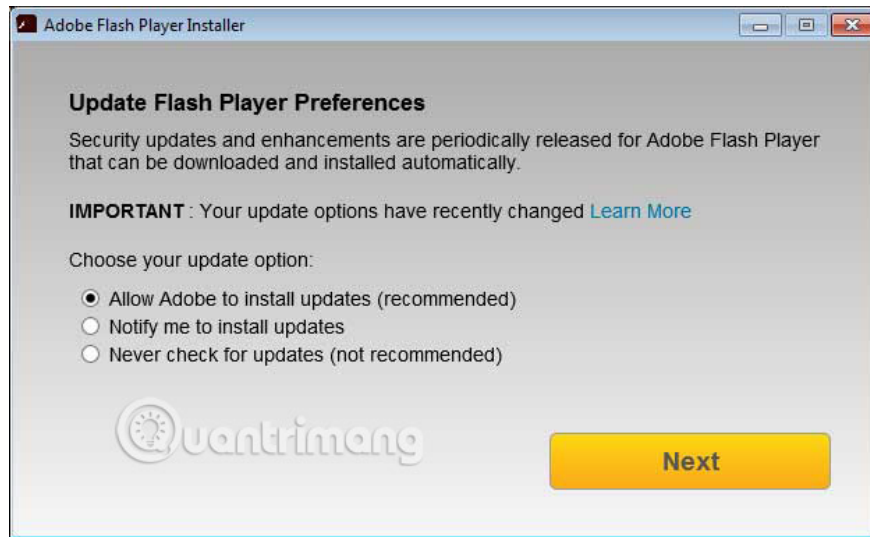 Adobe Flash Player Installer
Update Flash Player Preferences
Security updates and enhancements are periodically released for Adobe Flash Player
that can be downloaded and installed automatically.
IMPORTANT : Your update options have recently changed Learn More
Choose your update option:
Allow Adobe to install updates (recommended)
Notify me to install updates
Never check for updates (not recommended)
Quantrimang
Next